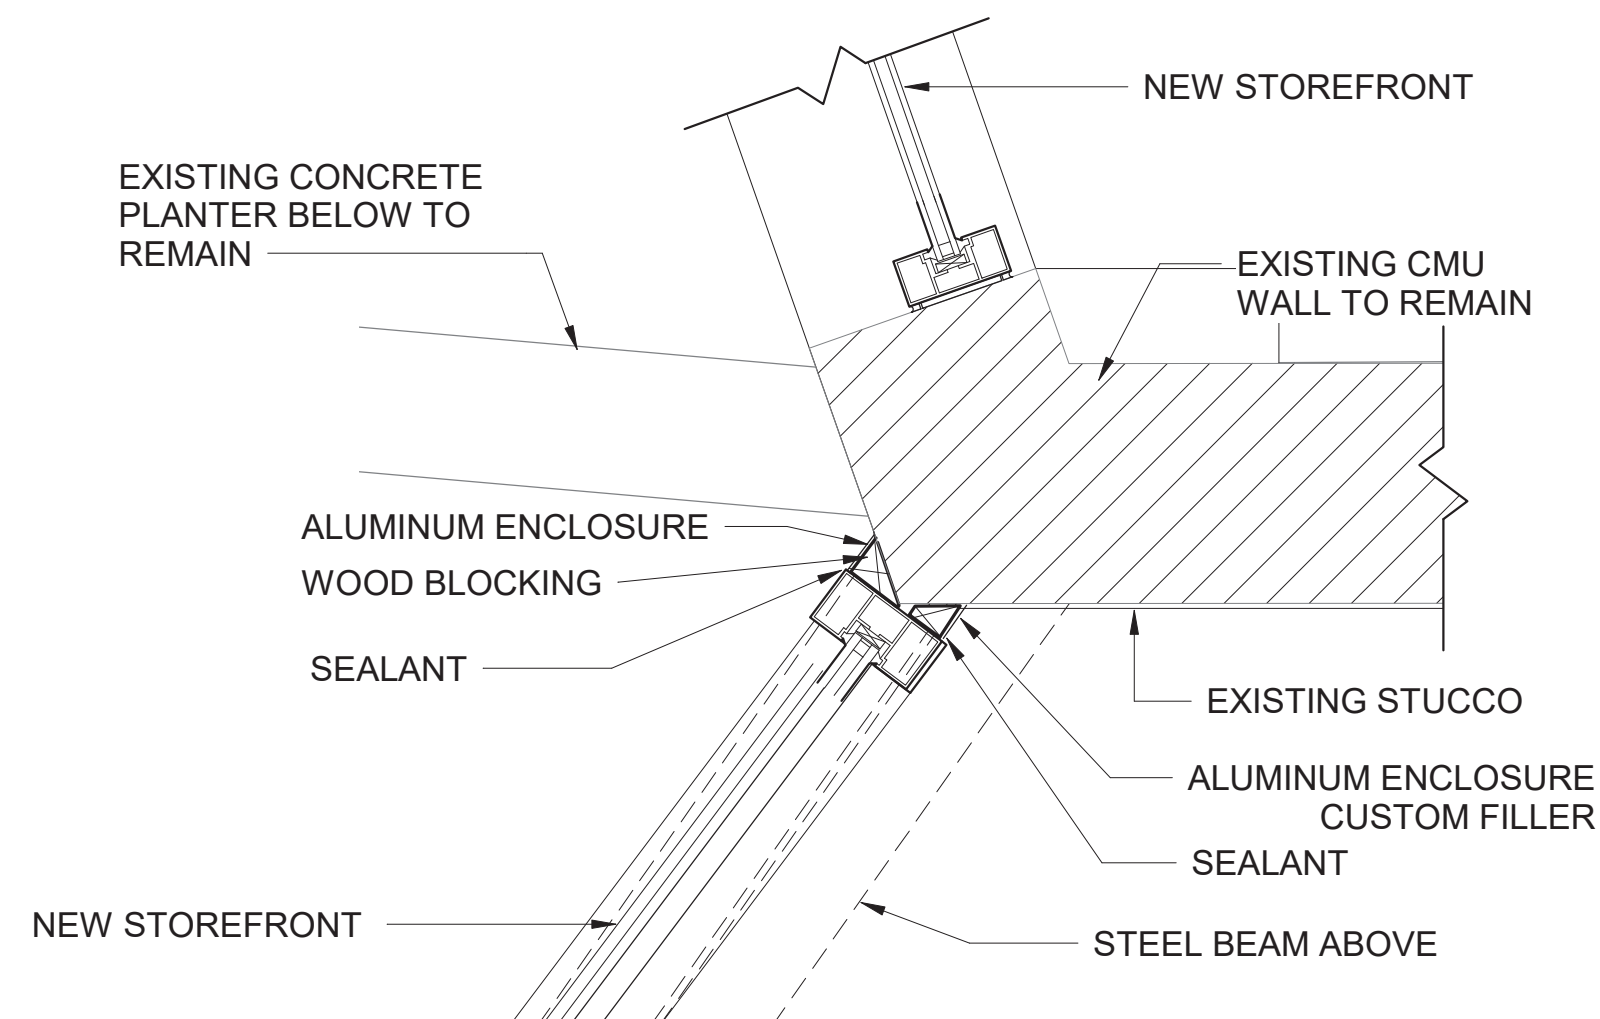 NEW STOREFRONT
EXISTING CONCRETE
PLANTER BELOW TO
REMAIN
EXISTING CMU
WALL TO REMAIN
ALUMINUM ENCLOSURE
WOOD BLOCKING
SEALANT
EXISTING STUCCO
ALUMINUM ENCLOSURE
CUSTOM FILLER
SEALANT
NEW STOREFRONT
STEEL BEAM ABOVE